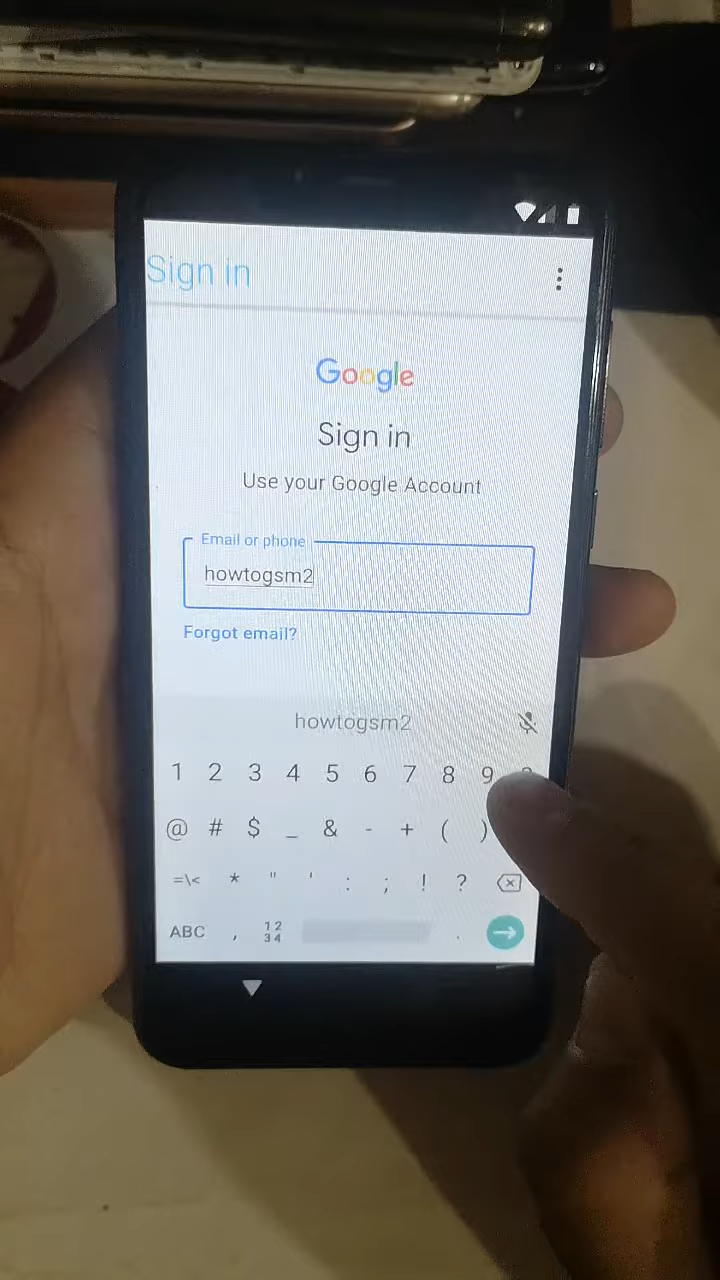 Sign in
Google
Sign in
Use your Google Account
Email or phone
howtogsm2
Forgot email?
howtogsm2
1 2 3 4 5 6 7 8 9
@ # $ _ & - + ( )
=\< * " ' : ; ! ?
ABC , 12 34 .